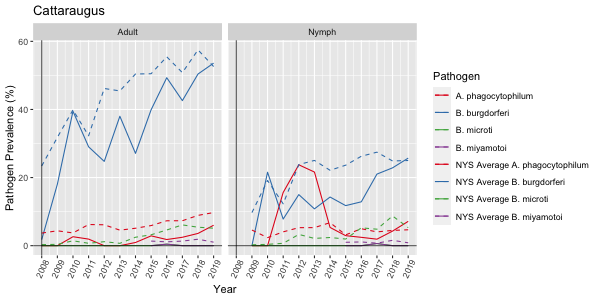 Cattaraugus
Adult
Nymph
Pathogen Prevalence (%)
60
40
20
0
2008 2009 2010 2011 2012 2013 2014 2015 2016 2017 2018 2019
2008 2009 2010 2011 2012 2013 2014 2015 2016 2017 2018 2019
Year
Pathogen
A. phagocytophilum
B. burgdorferi
B. microti
B. miyamotoi
NYS Average A. phagocytophilum
NYS Average B. burgdorferi
NYS Average B. microti
NYS Average B. miyamotoi